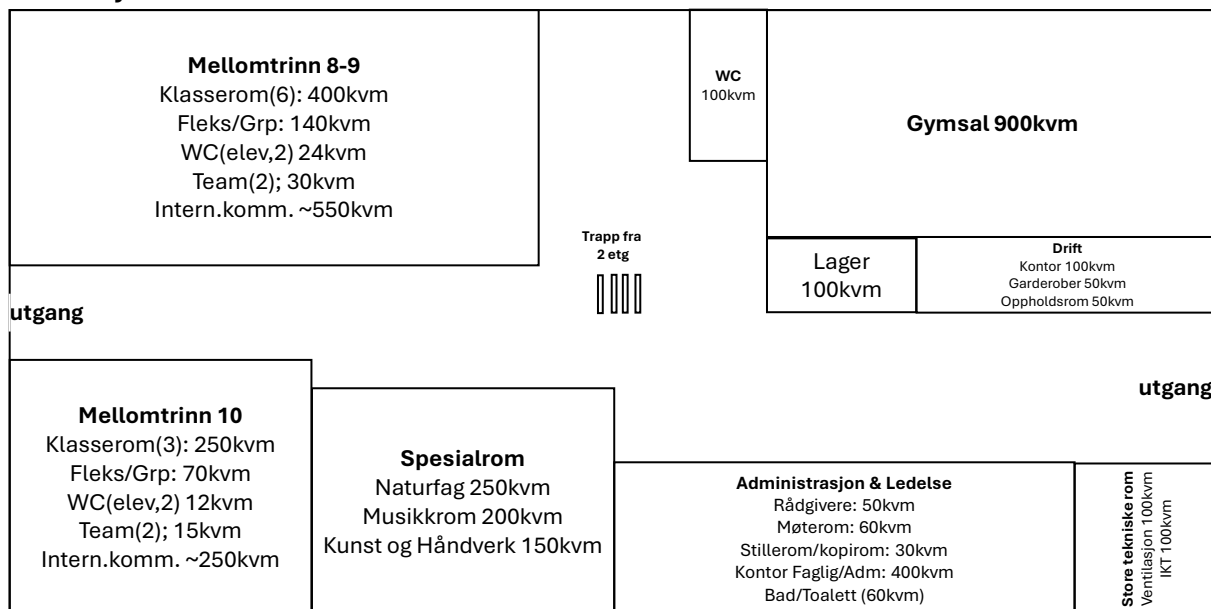 Mellomtrinn 8-9
Klasserom(6): 400kvm
Fleks/Grp: 140kvm
WC(elev,2) 24kvm
Team(2); 30kvm
Intern.komm. ~550kvm
WC
100kvm
Gymsal 900kvm
Trapp fra
2 etg
Lager
100kvm
Drift
Kontor 100kvm
Garderober 50kvm
Oppholdsrom 50kvm
utgang
utgang
Mellomtrinn 10
Klasserom(3): 250kvm
Fleks/Grp: 70kvm
WC(elev,2) 12kvm
Team(2); 15kvm
Intern.komm. ~250kvm
Spesialrom
Naturfag 250kvm
Musikkrom 200kvm
Kunst og Håndverk 150kvm
Administrasjon & Ledelse
Rådgivere: 50kvm
Møterom: 60kvm
Stillerom/kopirom: 30kvm
Kontor Faglig/Adm: 400kvm
Bad/Toalett (60kvm)
Store tekniske rom
Ventilasjon 100kvm
IKT 100kvm